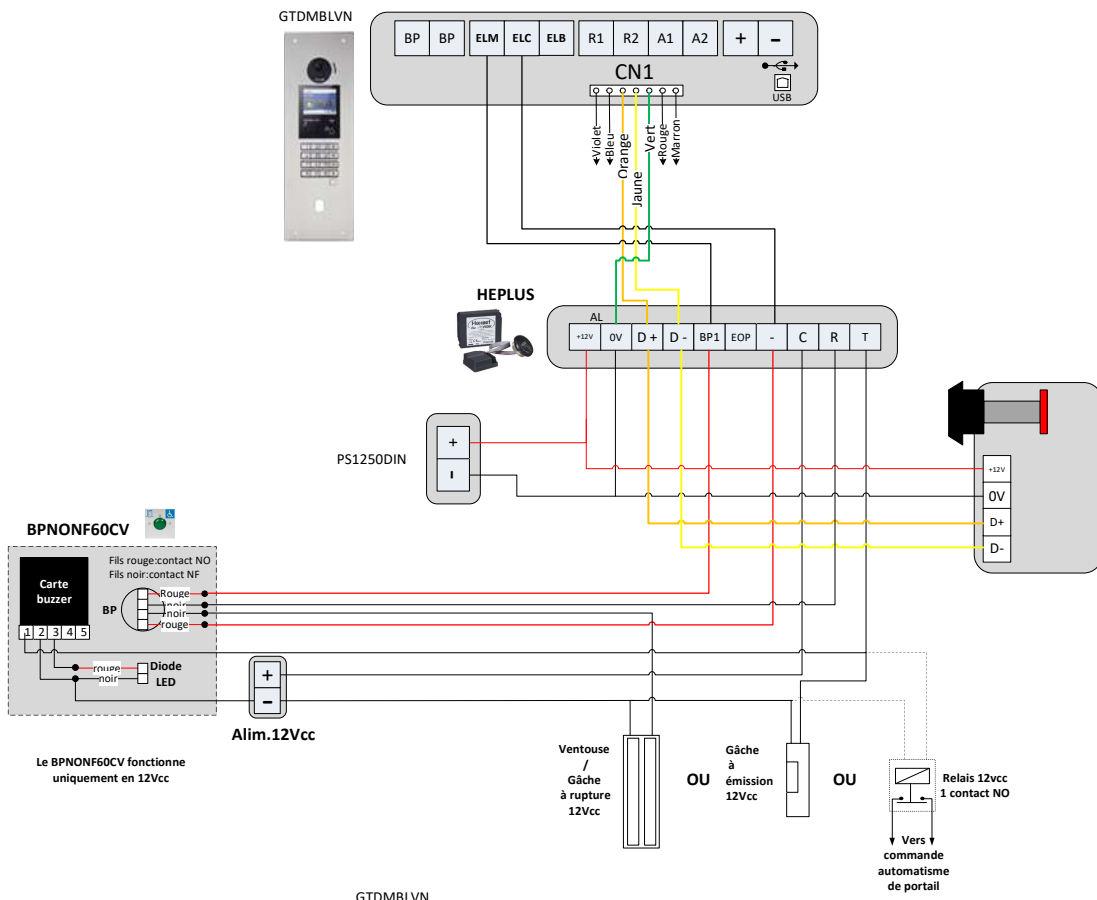 GTDMBLVN
BP BP ELM ELC ELB R1 R2 A1 A2 + -
CN1
USB
Violet
Bleu
Orange
Jaune
Vert
Rouge
Marron
HEPLUS
AL
+12V 0V D + D - BP1 EOP - C R T
PS1250DIN
+
-
+12V
0V
D+
D-
BPNONF60CV
Fils rouge:contact NO
Fils noir:contact NF
Carte
buzzer
BP
Rouge
noir
noir
rouge
1 2 3 4 5
rouge
noir
Diode
LED
+
-
Alim.12Vcc
Le BPNONF60CV fonctionne
uniquement en 12Vcc
Ventouse
/
Gâche
à rupture
12Vcc
OU
Gâche
à
émission
12Vcc
OU
Relais 12vcc
1 contact NO
Vers
commande
automatisme
de portail
GTDMBLVN